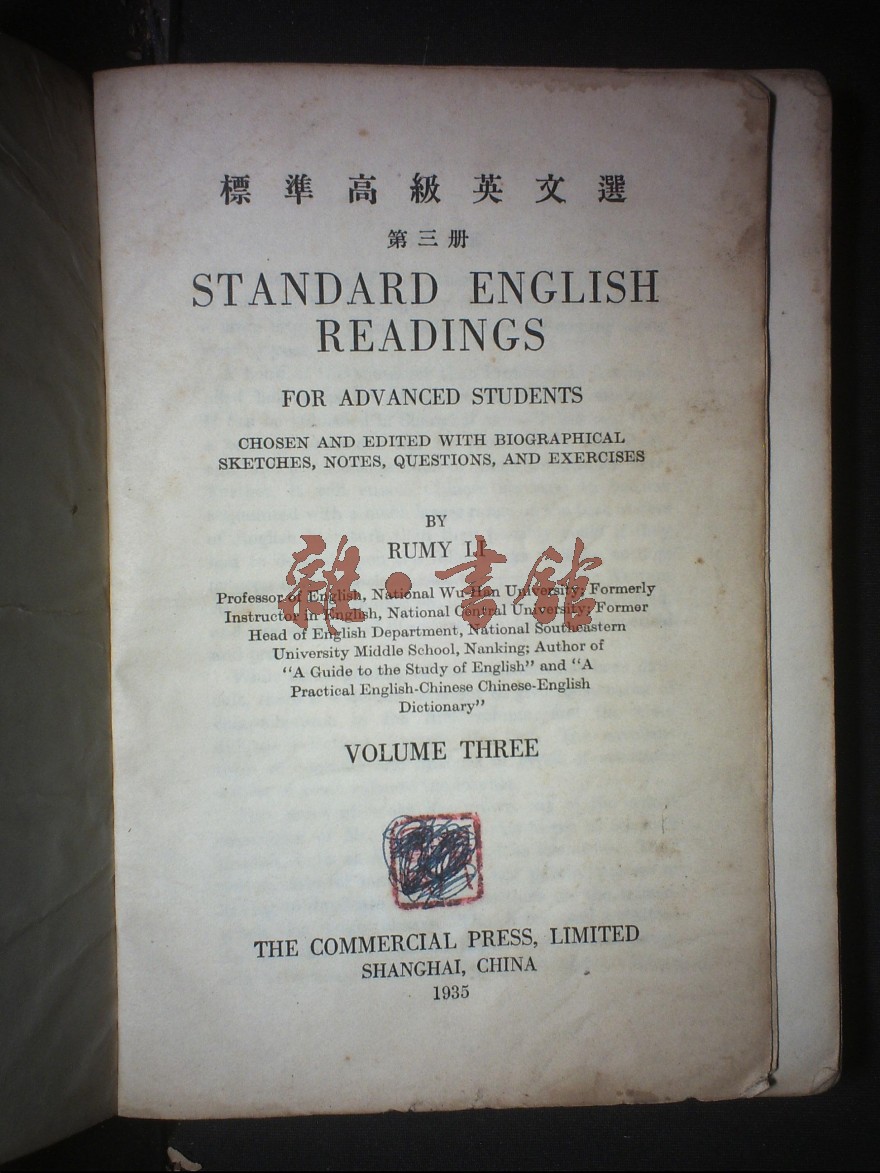 標準高級英文選
第三册
STANDARD ENGLISH
READINGS
FOR ADVANCED STUDENTS
CHOSEN AND EDITED WITH BIOGRAPHICAL
SKETCHES, NOTES, QUESTIONS, AND EXERCISES
BY
RUMY LI
雜·書館
Professor of English, National Wu-Han University; Formerly
Instructor in English, National Central University; Former
Head of English Department, National Southeastern
University Middle School, Nanking; Author of
"A Guide to the Study of English" and "A
Practical English-Chinese Chinese-English
Dictionary"
VOLUME THREE
THE COMMERCIAL PRESS, LIMITED
SHANGHAI, CHINA
1935